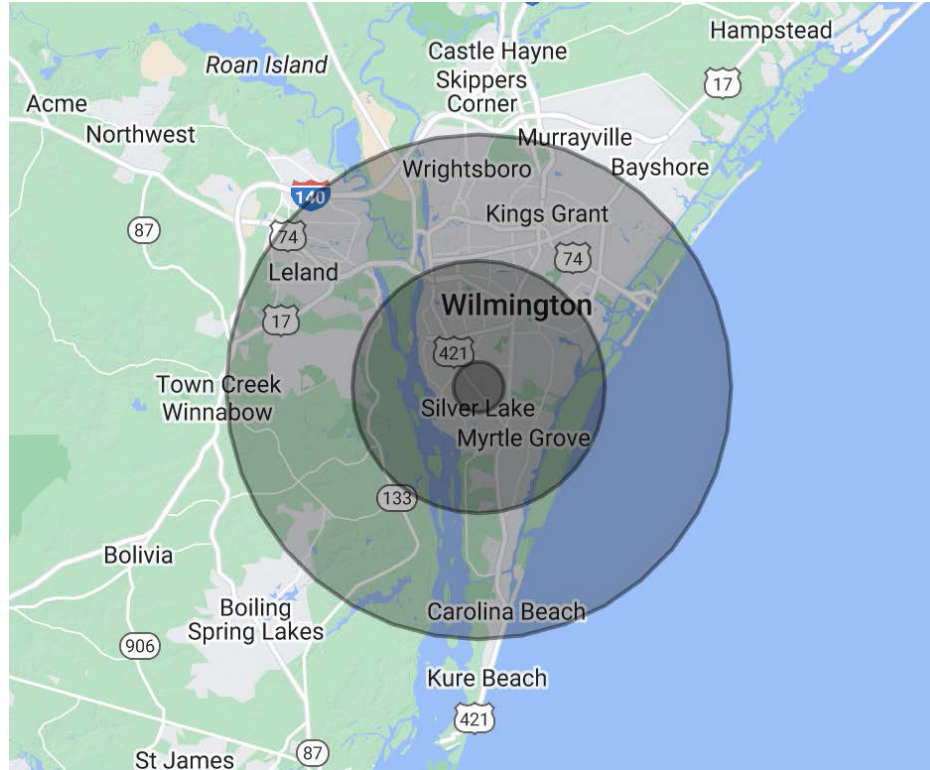 Hampstead
Castle Hayne
Roan Island
Skippers
Corner
17
Acme
Northwest
Murrayville
Wrightsboro
Bayshore
140
Kings Grant
87
74
74
Leland
Wilmington
17
421
Town Creek
Winnabow
Silver Lake
Myrtle Grove
133
Bolivia
Boiling
Spring Lakes
Carolina Beach
906
Kure Beach
421
87
St James